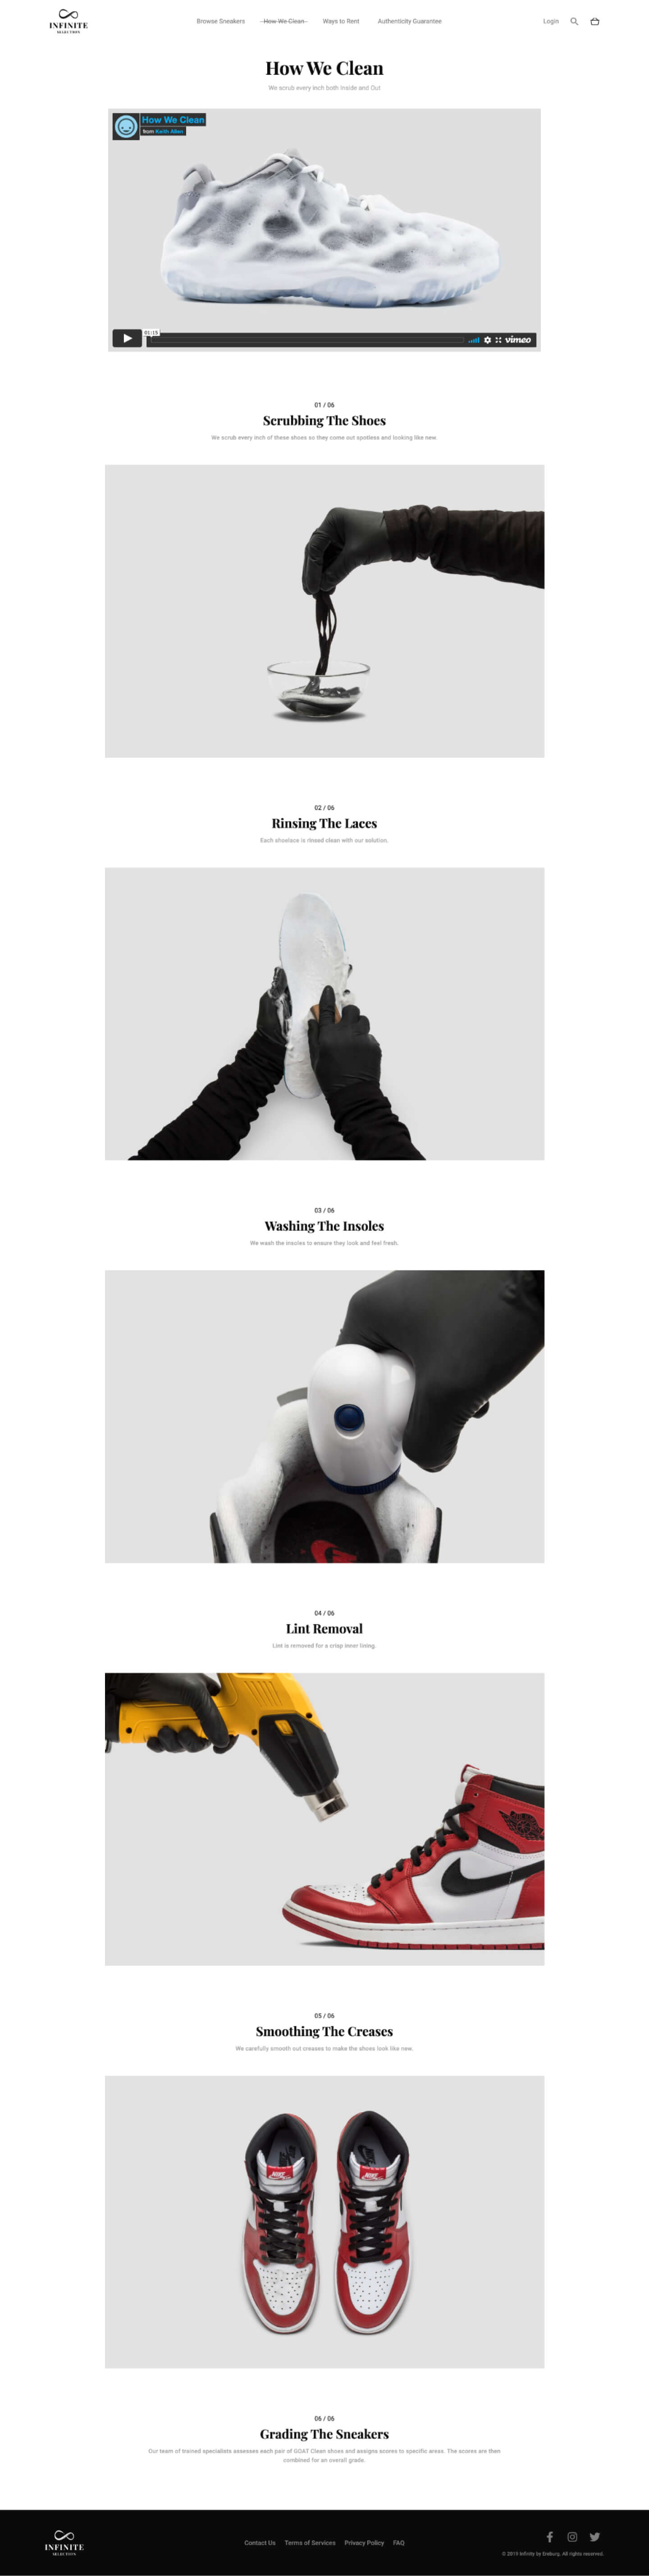 INFINITE
SELECTION
Browse Sneakers
How We Clean
Ways to Rent
Authenticity Guarantee
Login
How We Clean
We scrub every inch both Inside and Out
How We Clean
from Keith Allen
01:15
vimeo
01 / 06
Scrubbing The Shoes
We scrub every inch of these shoes so they come out spotless and looking like new.
02 / 06
Rinsing The Laces
Each shoelace is rinsed clean with our solution.
03 / 06
Washing The Insoles
We wash the insoles to ensure they look and feel fresh.
04 / 06
Lint Removal
Lint is removed for a crisp inner lining.
05 / 06
Smoothing The Creases
We carefully smooth out creases to make the shoes look like new.
NIKE
NIKE
06 / 06
Grading The Sneakers
Our team of trained specialists assesses each pair of GOAT Clean shoes and assigns scores to specific areas. The scores are then
combined for an overall grade.
INFINITE
SELECTION
Contact Us
Terms of Services
Privacy Policy
FAQ
© 2019 Infinity by Ereburg. All rights reserved.